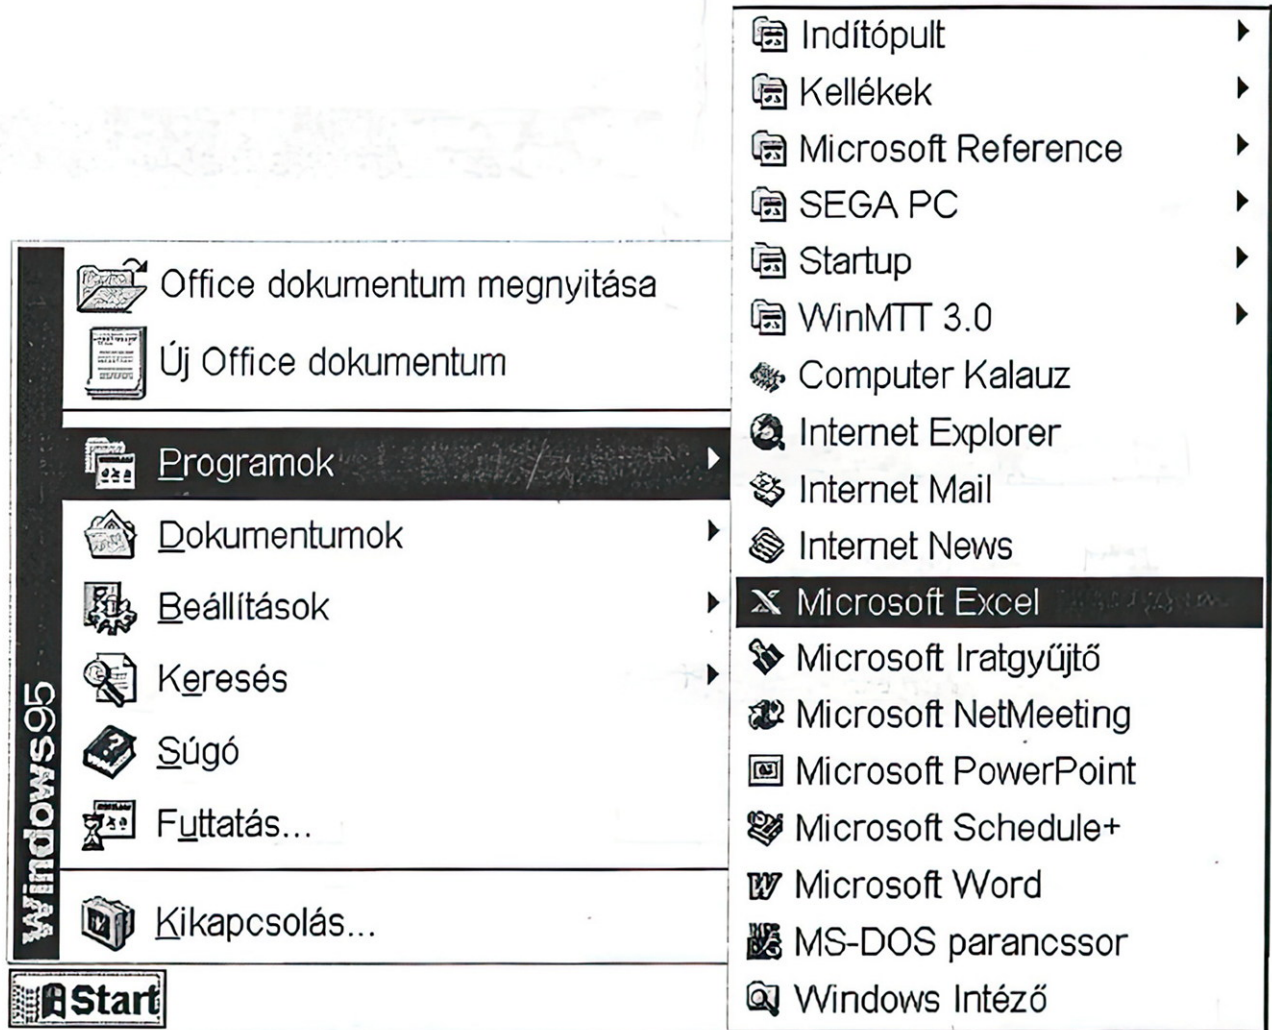 Indítópult
Kellékek
Microsoft Reference
SEGA PC
Startup
WinMTT 3.0
Computer Kalauz
Internet Explorer
Internet Mail
Internet News
Microsoft Excel
Microsoft Iratgyűjtő
Microsoft NetMeeting
Microsoft PowerPoint
Microsoft Schedule+
Microsoft Word
MS-DOS parancssor
Windows Intéző
Office dokumentum megnyitása
Új Office dokumentum
Programok
Dokumentumok
Beállítások
Keresés
Súgó
Futtatás...
Kikapcsolás...
Windows95
Start